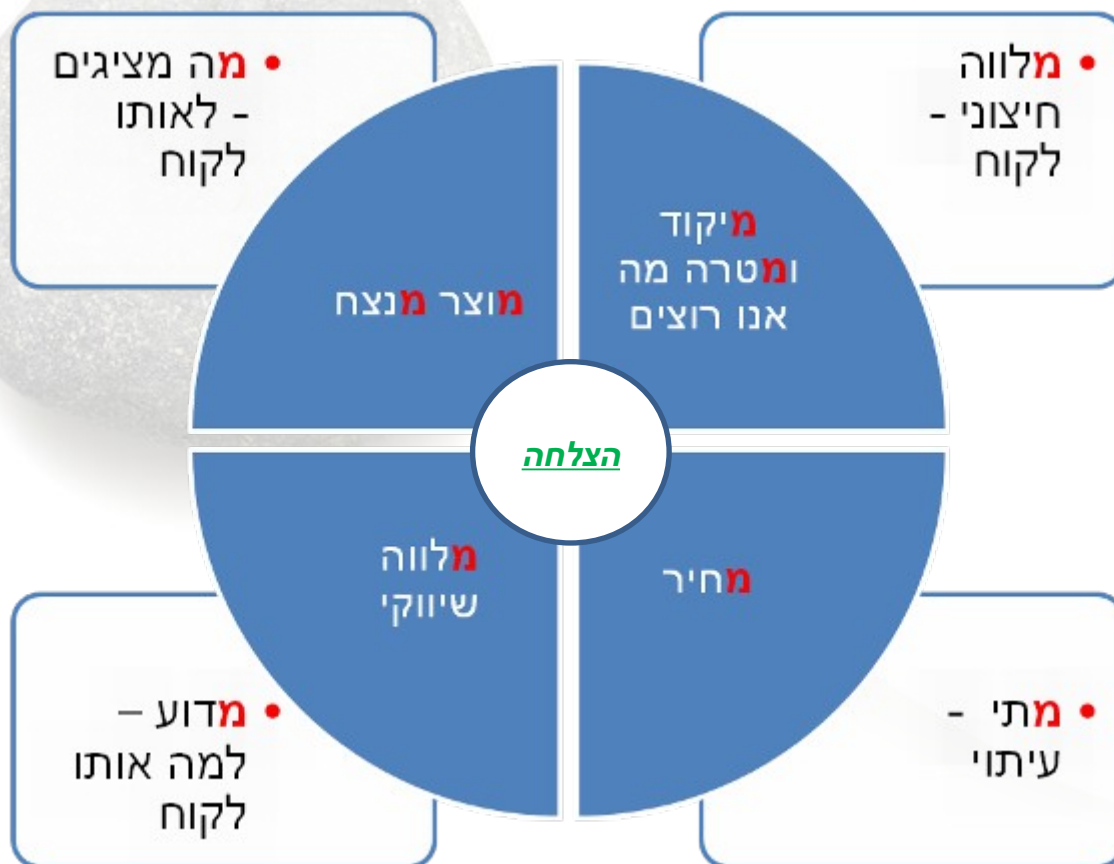 • מלווה
חיצוני -
לקוח
• מה מציגים
- לאותו
לקוח
מיקוד
ומטרה מה
אנו רוצים
מוצר מנצח
הצלחה
מחיר
מלווה
שיווקי
• מתי -
עיתוי
• מדוע –
למה אותו
לקוח